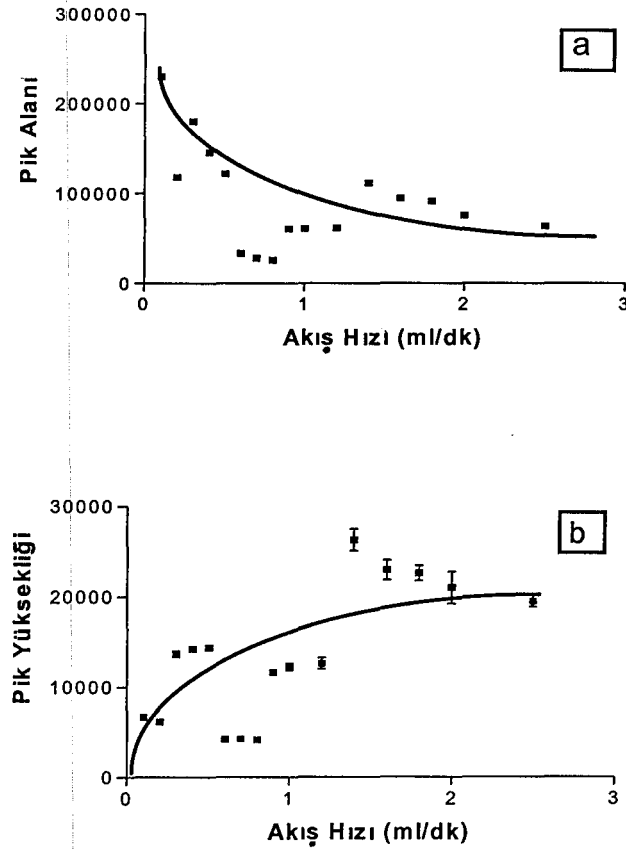 300000
a
200000
100000
0
Pik Alanı
0 1 2 3
Akış Hızı (ml/dk)
30000
b
20000
10000
0
Pik Yüksekliği
0 1 2 3
Akış Hızı (ml/dk)